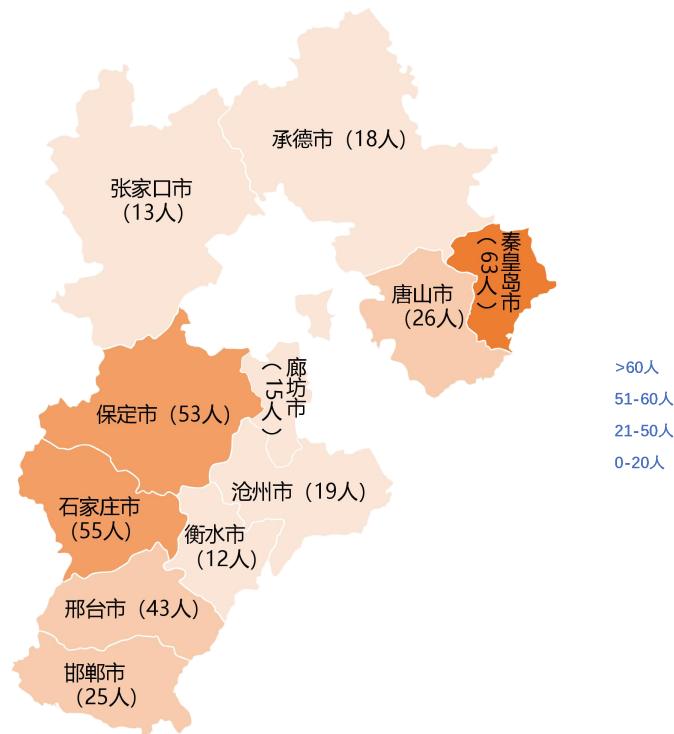 承德市（18人）
张家口市
（13人）
秦皇岛市
（63人）
唐山市
（26人）
廊坊市
（15人）
保定市（53人）
沧州市（19人）
石家庄市
（55人）
衡水市
（12人）
邢台市（43人）
邯郸市
（25人）
>60人
51-60人
21-50人
0-20人